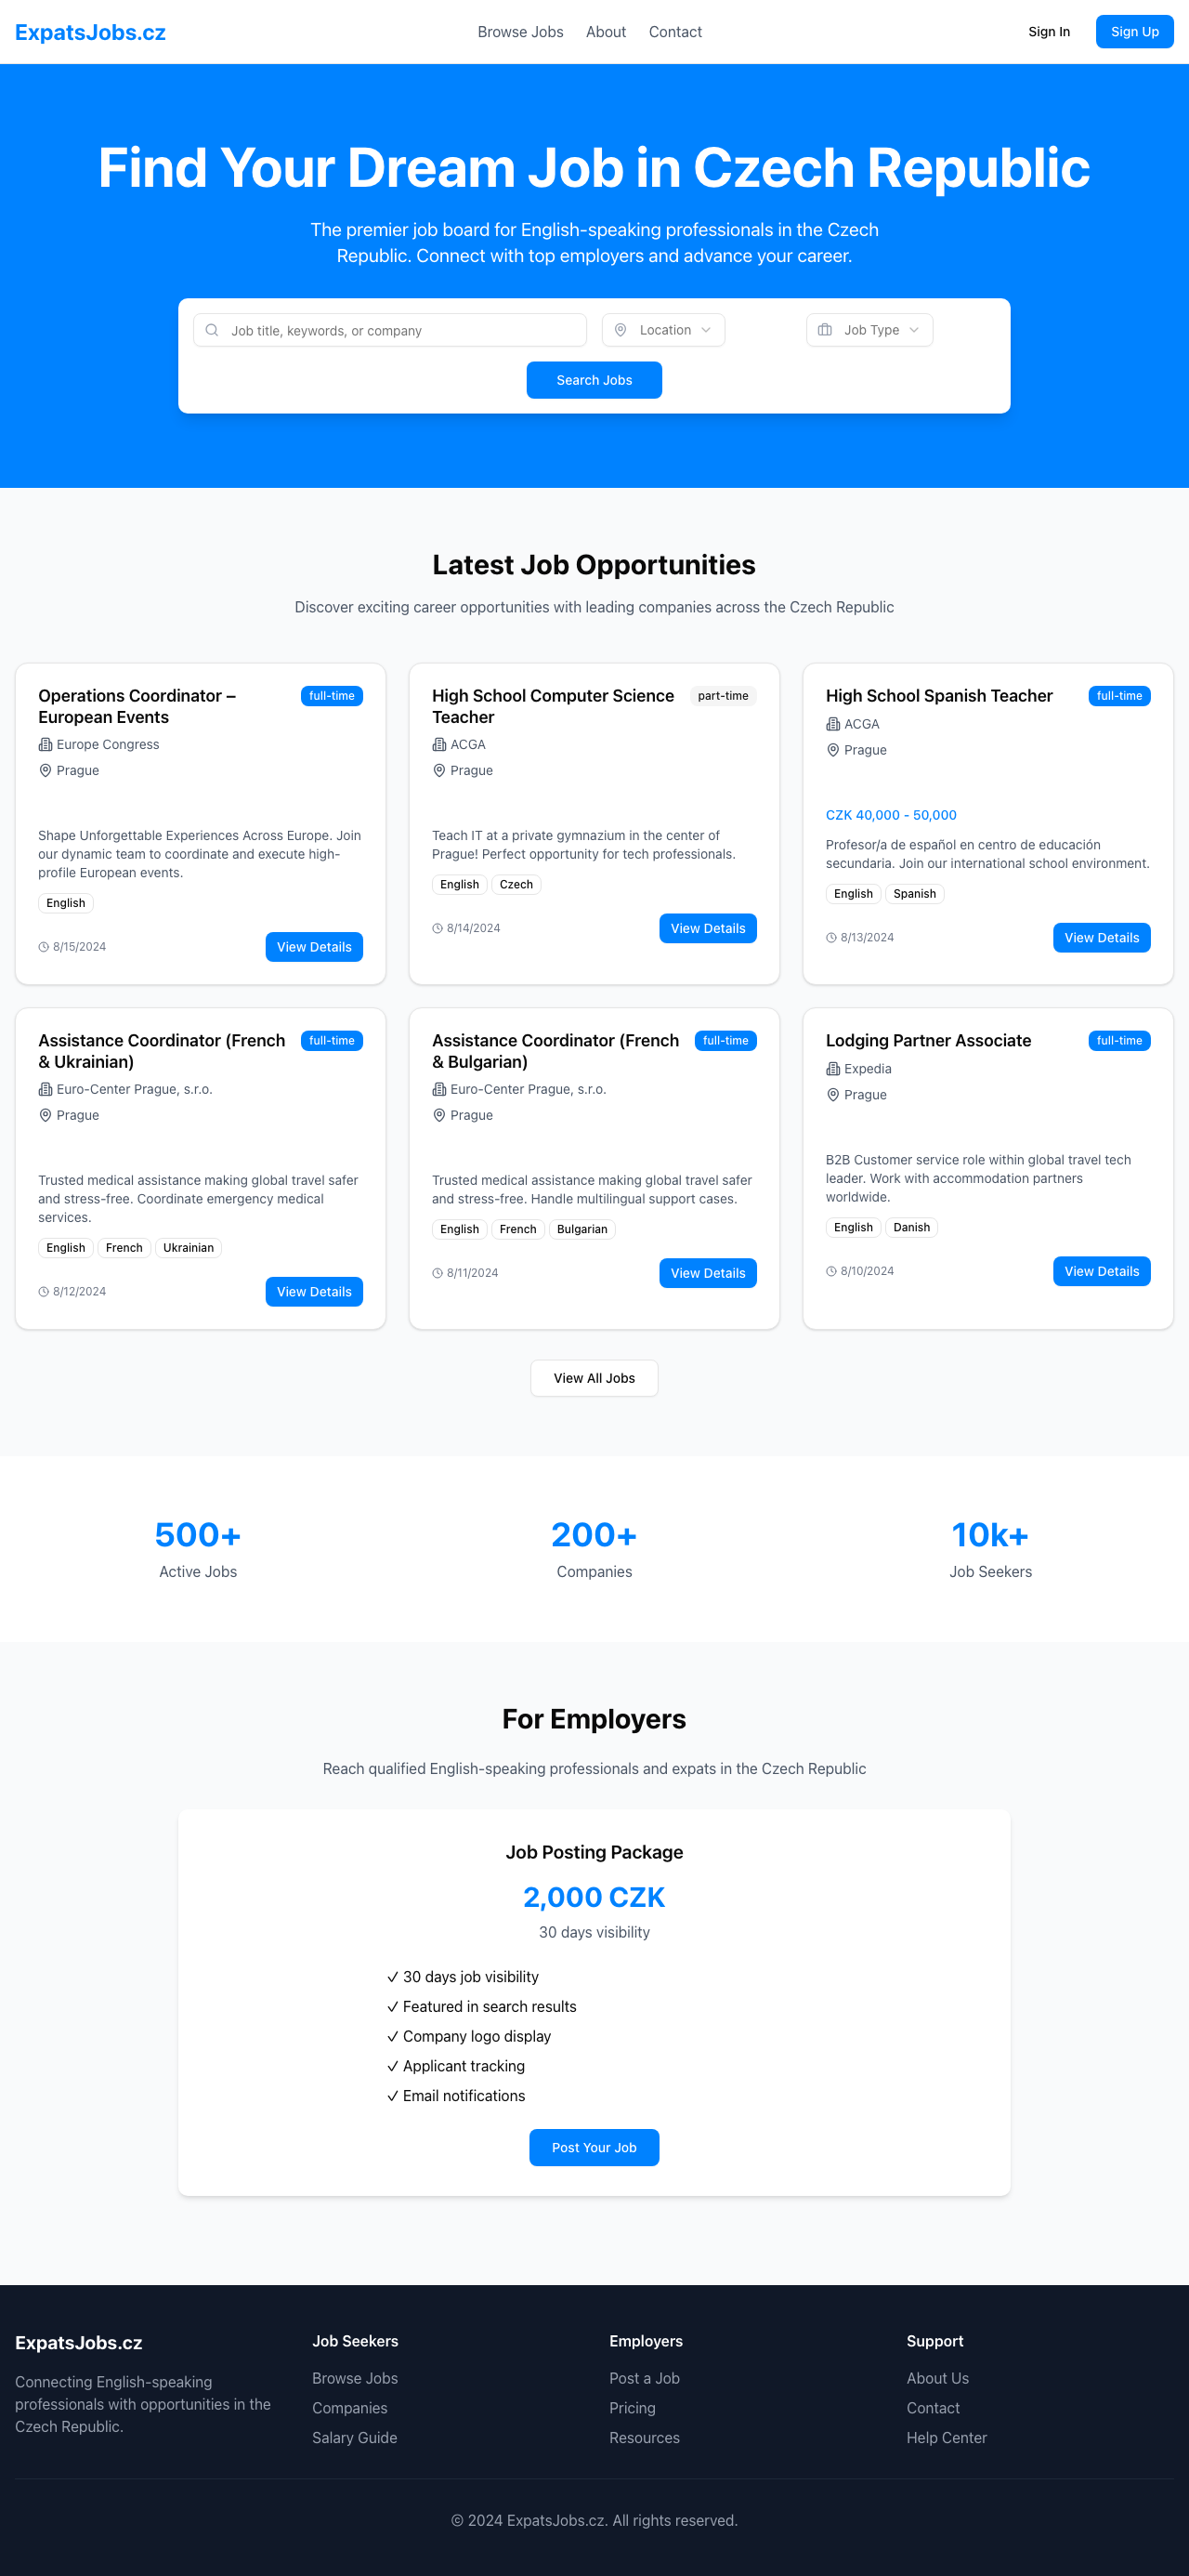 ExpatsJobs.cz
Browse Jobs
About
Contact
Sign In
Sign Up
Find Your Dream Job in Czech Republic
The premier job board for English-speaking professionals in the Czech
Republic. Connect with top employers and advance your career.
Job title, keywords, or company
Location
Job Type
Search Jobs
Latest Job Opportunities
Discover exciting career opportunities with leading companies across the Czech Republic
Operations Coordinator –
European Events
full-time
Europe Congress
Prague
Shape Unforgettable Experiences Across Europe. Join
our dynamic team to coordinate and execute high-
profile European events.
English
8/15/2024
View Details
High School Computer Science
Teacher
part-time
ACGA
Prague
Teach IT at a private gymnazium in the center of
Prague! Perfect opportunity for tech professionals.
English
Czech
8/14/2024
View Details
High School Spanish Teacher
full-time
ACGA
Prague
CZK 40,000 - 50,000
Profesor/a de español en centro de educación
secundaria. Join our international school environment.
English
Spanish
8/13/2024
View Details
Assistance Coordinator (French
& Ukrainian)
full-time
Euro-Center Prague, s.r.o.
Prague
Trusted medical assistance making global travel safer
and stress-free. Coordinate emergency medical
services.
English
French
Ukrainian
8/12/2024
View Details
Assistance Coordinator (French
& Bulgarian)
full-time
Euro-Center Prague, s.r.o.
Prague
Trusted medical assistance making global travel safer
and stress-free. Handle multilingual support cases.
English
French
Bulgarian
8/11/2024
View Details
Lodging Partner Associate
full-time
Expedia
Prague
B2B Customer service role within global travel tech
leader. Work with accommodation partners
worldwide.
English
Danish
8/10/2024
View Details
View All Jobs
500+
Active Jobs
200+
Companies
10k+
Job Seekers
For Employers
Reach qualified English-speaking professionals and expats in the Czech Republic
Job Posting Package
2,000 CZK
30 days visibility
✓ 30 days job visibility
✓ Featured in search results
✓ Company logo display
✓ Applicant tracking
✓ Email notifications
Post Your Job
ExpatsJobs.cz
Connecting English-speaking
professionals with opportunities in the
Czech Republic.
Job Seekers
Browse Jobs
Companies
Salary Guide
Employers
Post a Job
Pricing
Resources
Support
About Us
Contact
Help Center
© 2024 ExpatsJobs.cz. All rights reserved.